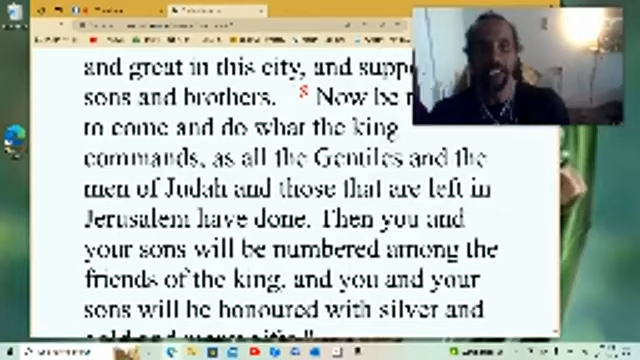 and great in this city, and
sons and brothers. 8 Now be
to come and do what the king
commands, as all the Gentiles and the
men of Judah and those that are left in
Jerusalem have done. Then you and
your sons will be numbered among the
friends of the king, and you and your
sons will be honoured with silver and